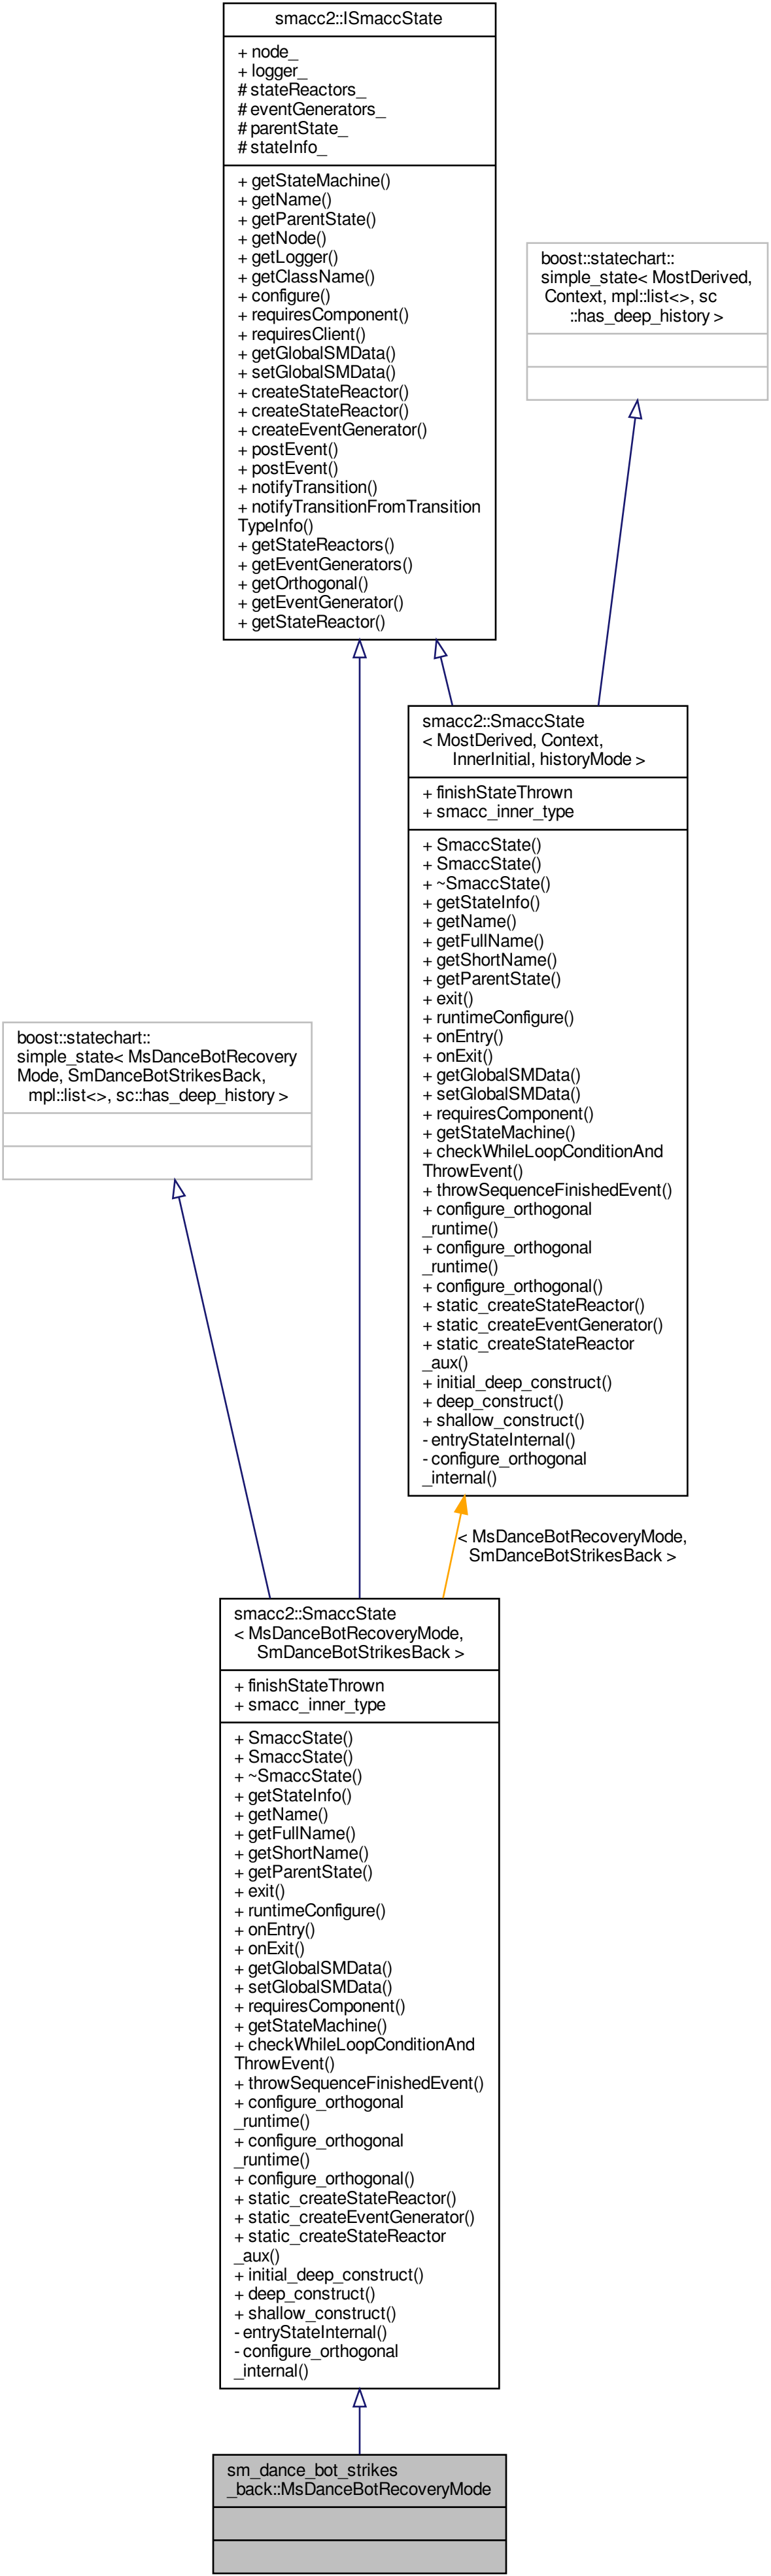 smacc2::ISmaccState
+ node_
+ logger_
# stateReactors_
# eventGenerators_
# parentState_
# stateInfo_
+ getStateMachine()
+ getName()
+ getParentState()
+ getNode()
+ getLogger()
+ getClassName()
+ configure()
+ requiresComponent()
+ requiresClient()
+ getGlobalSMData()
+ setGlobalSMData()
+ createStateReactor()
+ createStateReactor()
+ createEventGenerator()
+ postEvent()
+ postEvent()
+ notifyTransition()
+ notifyTransitionFromTransition
TypeInfo()
+ getStateReactors()
+ getEventGenerators()
+ getOrthogonal()
+ getEventGenerator()
+ getStateReactor()
boost::statechart::
simple_state< MostDerived,
Context, mpl::list<>, sc
::has_deep_history >
smacc2::SmaccState
< MostDerived, Context,
InnerInitial, historyMode >
+ finishStateThrown
+ smacc_inner_type
+ SmaccState()
+ SmaccState()
+ ~SmaccState()
+ getStateInfo()
+ getName()
+ getFullName()
+ getShortName()
+ getParentState()
+ exit()
+ runtimeConfigure()
+ onEntry()
+ onExit()
+ getGlobalSMData()
+ setGlobalSMData()
+ requiresComponent()
+ getStateMachine()
+ checkWhileLoopConditionAnd
ThrowEvent()
+ throwSequenceFinishedEvent()
+ configure_orthogonal
_runtime()
+ configure_orthogonal
_runtime()
+ configure_orthogonal()
+ static_createStateReactor()
+ static_createEventGenerator()
+ static_createStateReactor
_aux()
+ initial_deep_construct()
+ deep_construct()
+ shallow_construct()
- entryStateInternal()
- configure_orthogonal
_internal()
boost::statechart::
simple_state< MsDanceBotRecovery
Mode, SmDanceBotStrikesBack,
mpl::list<>, sc::has_deep_history >
< MsDanceBotRecoveryMode,
SmDanceBotStrikesBack >
smacc2::SmaccState
< MsDanceBotRecoveryMode,
SmDanceBotStrikesBack >
+ finishStateThrown
+ smacc_inner_type
+ SmaccState()
+ SmaccState()
+ ~SmaccState()
+ getStateInfo()
+ getName()
+ getFullName()
+ getShortName()
+ getParentState()
+ exit()
+ runtimeConfigure()
+ onEntry()
+ onExit()
+ getGlobalSMData()
+ setGlobalSMData()
+ requiresComponent()
+ getStateMachine()
+ checkWhileLoopConditionAnd
ThrowEvent()
+ throwSequenceFinishedEvent()
+ configure_orthogonal
_runtime()
+ configure_orthogonal
_runtime()
+ configure_orthogonal()
+ static_createStateReactor()
+ static_createEventGenerator()
+ static_createStateReactor
_aux()
+ initial_deep_construct()
+ deep_construct()
+ shallow_construct()
- entryStateInternal()
- configure_orthogonal
_internal()
sm_dance_bot_strikes
_back::MsDanceBotRecoveryMode